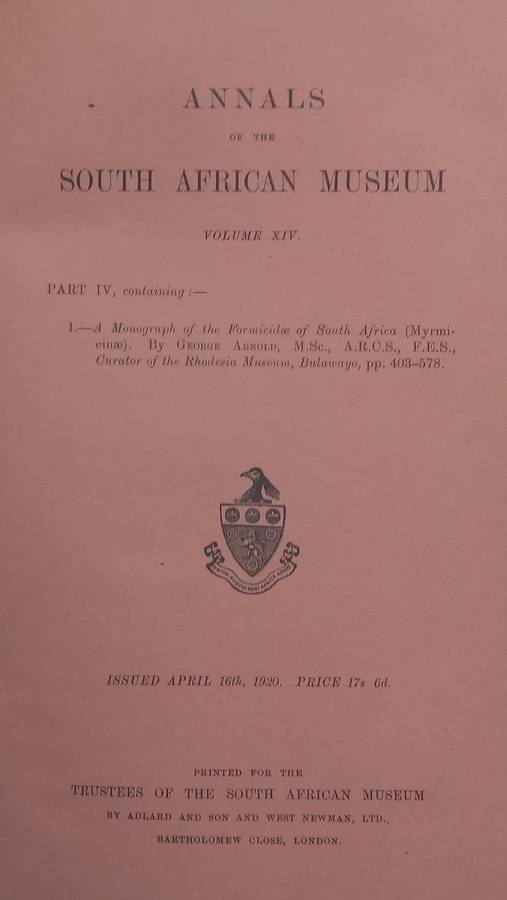 ANNALS
OF THE
SOUTH AFRICAN MUSEUM
VOLUME XIV.
PART IV, containing :—
1.—A Monograph of the Formicidæ of South Africa (Myrmi-
cinæ). By GEORGE ARNOLD, M.Sc., A.R.C.S., F.E.S.,
Curator of the Rhodesia Museum, Bulawayo, pp. 403–578.
ISSUED APRIL 16th, 1920. PRICE 17s 6d.
PRINTED FOR THE
TRUSTEES OF THE SOUTH AFRICAN MUSEUM
BY ADLARD AND SON AND WEST NEWMAN, LTD.,
BARTHOLOMEW CLOSE, LONDON.